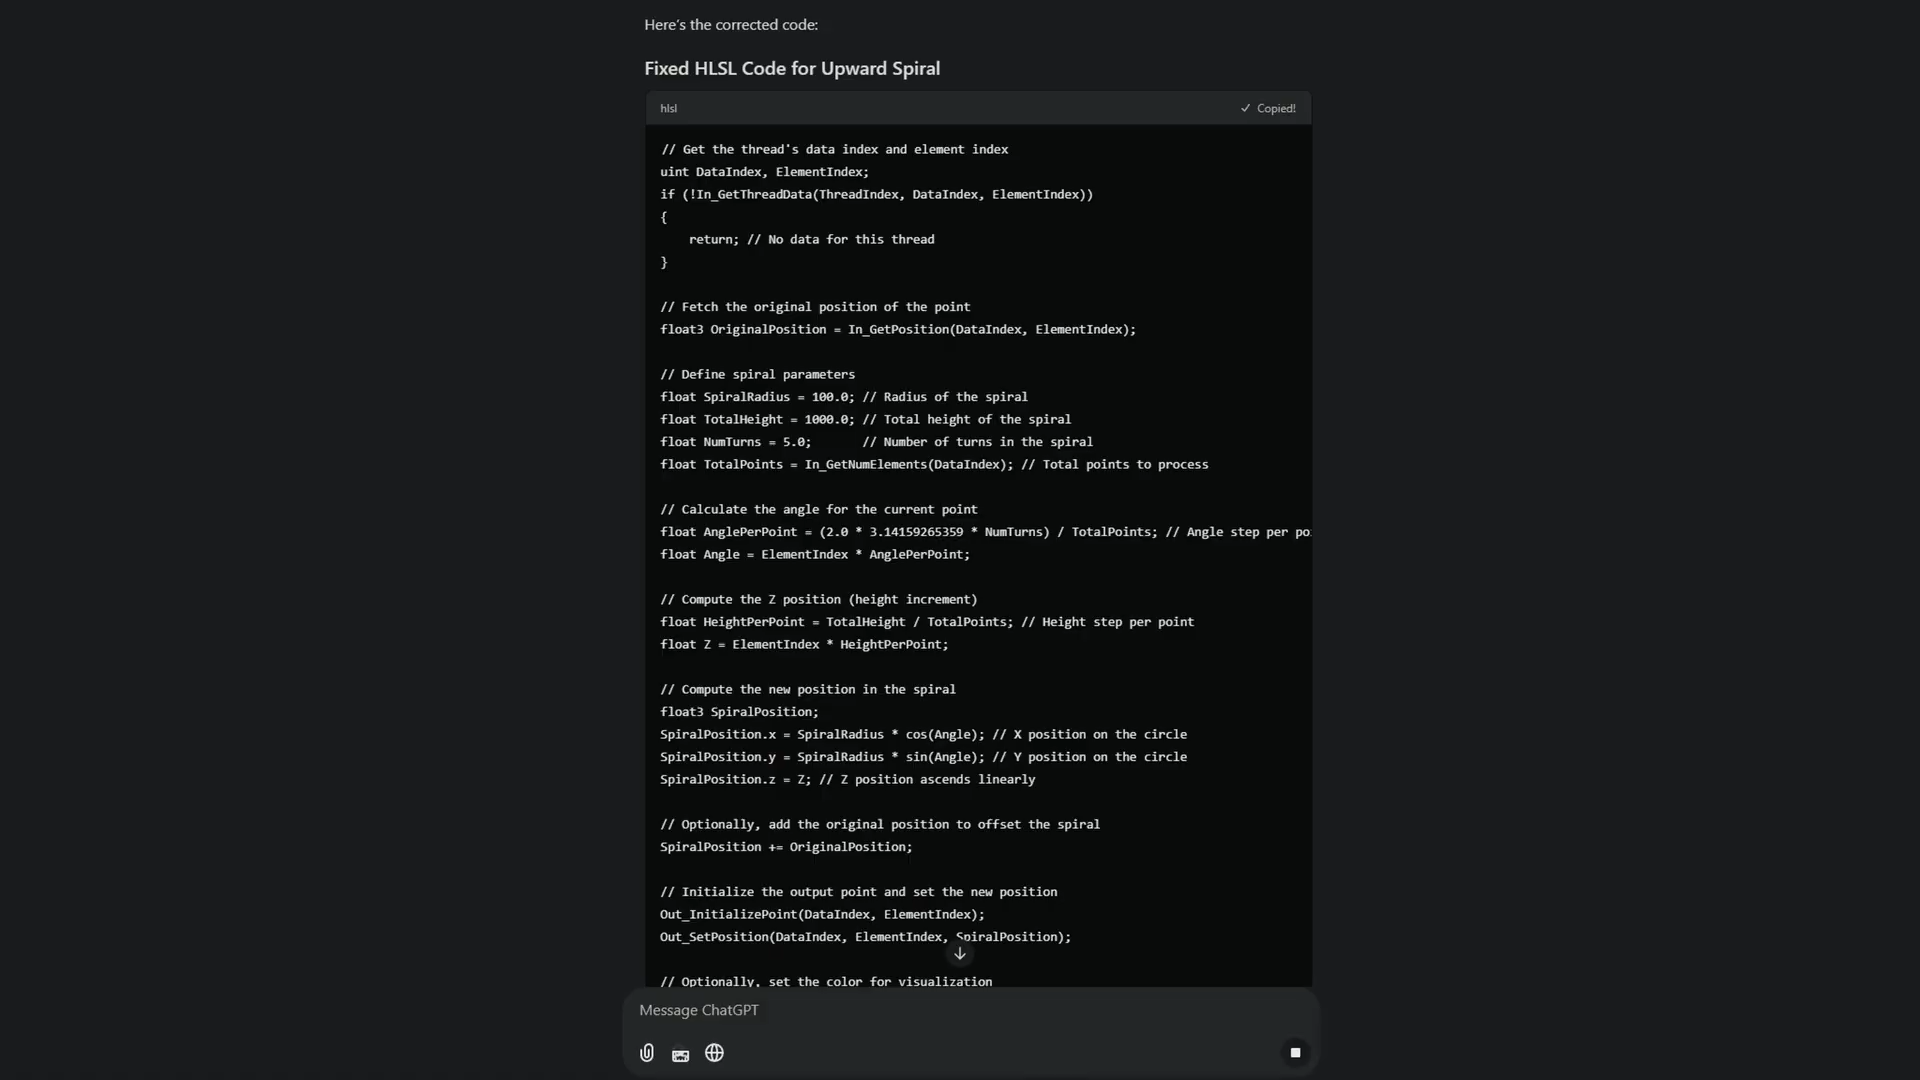 Here's the corrected code:
Fixed HLSL Code for Upward Spiral
hlsl
Copied!
// Get the thread's data index and element index
uint DataIndex, ElementIndex;
if (!In_GetThreadData(ThreadIndex, DataIndex, ElementIndex))
{
    return; // No data for this thread
}
// Fetch the original position of the point
float3 OriginalPosition = In_GetPosition(DataIndex, ElementIndex);
// Define spiral parameters
float SpiralRadius = 100.0; // Radius of the spiral
float TotalHeight = 1000.0; // Total height of the spiral
float NumTurns = 5.0;       // Number of turns in the spiral
float TotalPoints = In_GetNumElements(DataIndex); // Total points to process
// Calculate the angle for the current point
float AnglePerPoint = (2.0 * 3.14159265359 * NumTurns) / TotalPoints; // Angle step per poi
float Angle = ElementIndex * AnglePerPoint;
// Compute the Z position (height increment)
float HeightPerPoint = TotalHeight / TotalPoints; // Height step per point
float Z = ElementIndex * HeightPerPoint;
// Compute the new position in the spiral
float3 SpiralPosition;
SpiralPosition.x = SpiralRadius * cos(Angle); // X position on the circle
SpiralPosition.y = SpiralRadius * sin(Angle); // Y position on the circle
SpiralPosition.z = Z; // Z position ascends linearly
// Optionally, add the original position to offset the spiral
SpiralPosition += OriginalPosition;
// Initialize the output point and set the new position
Out_InitializePoint(DataIndex, ElementIndex);
Out_SetPosition(DataIndex, ElementIndex, SpiralPosition);
// Optionally, set the color for visualization
Message ChatGPT